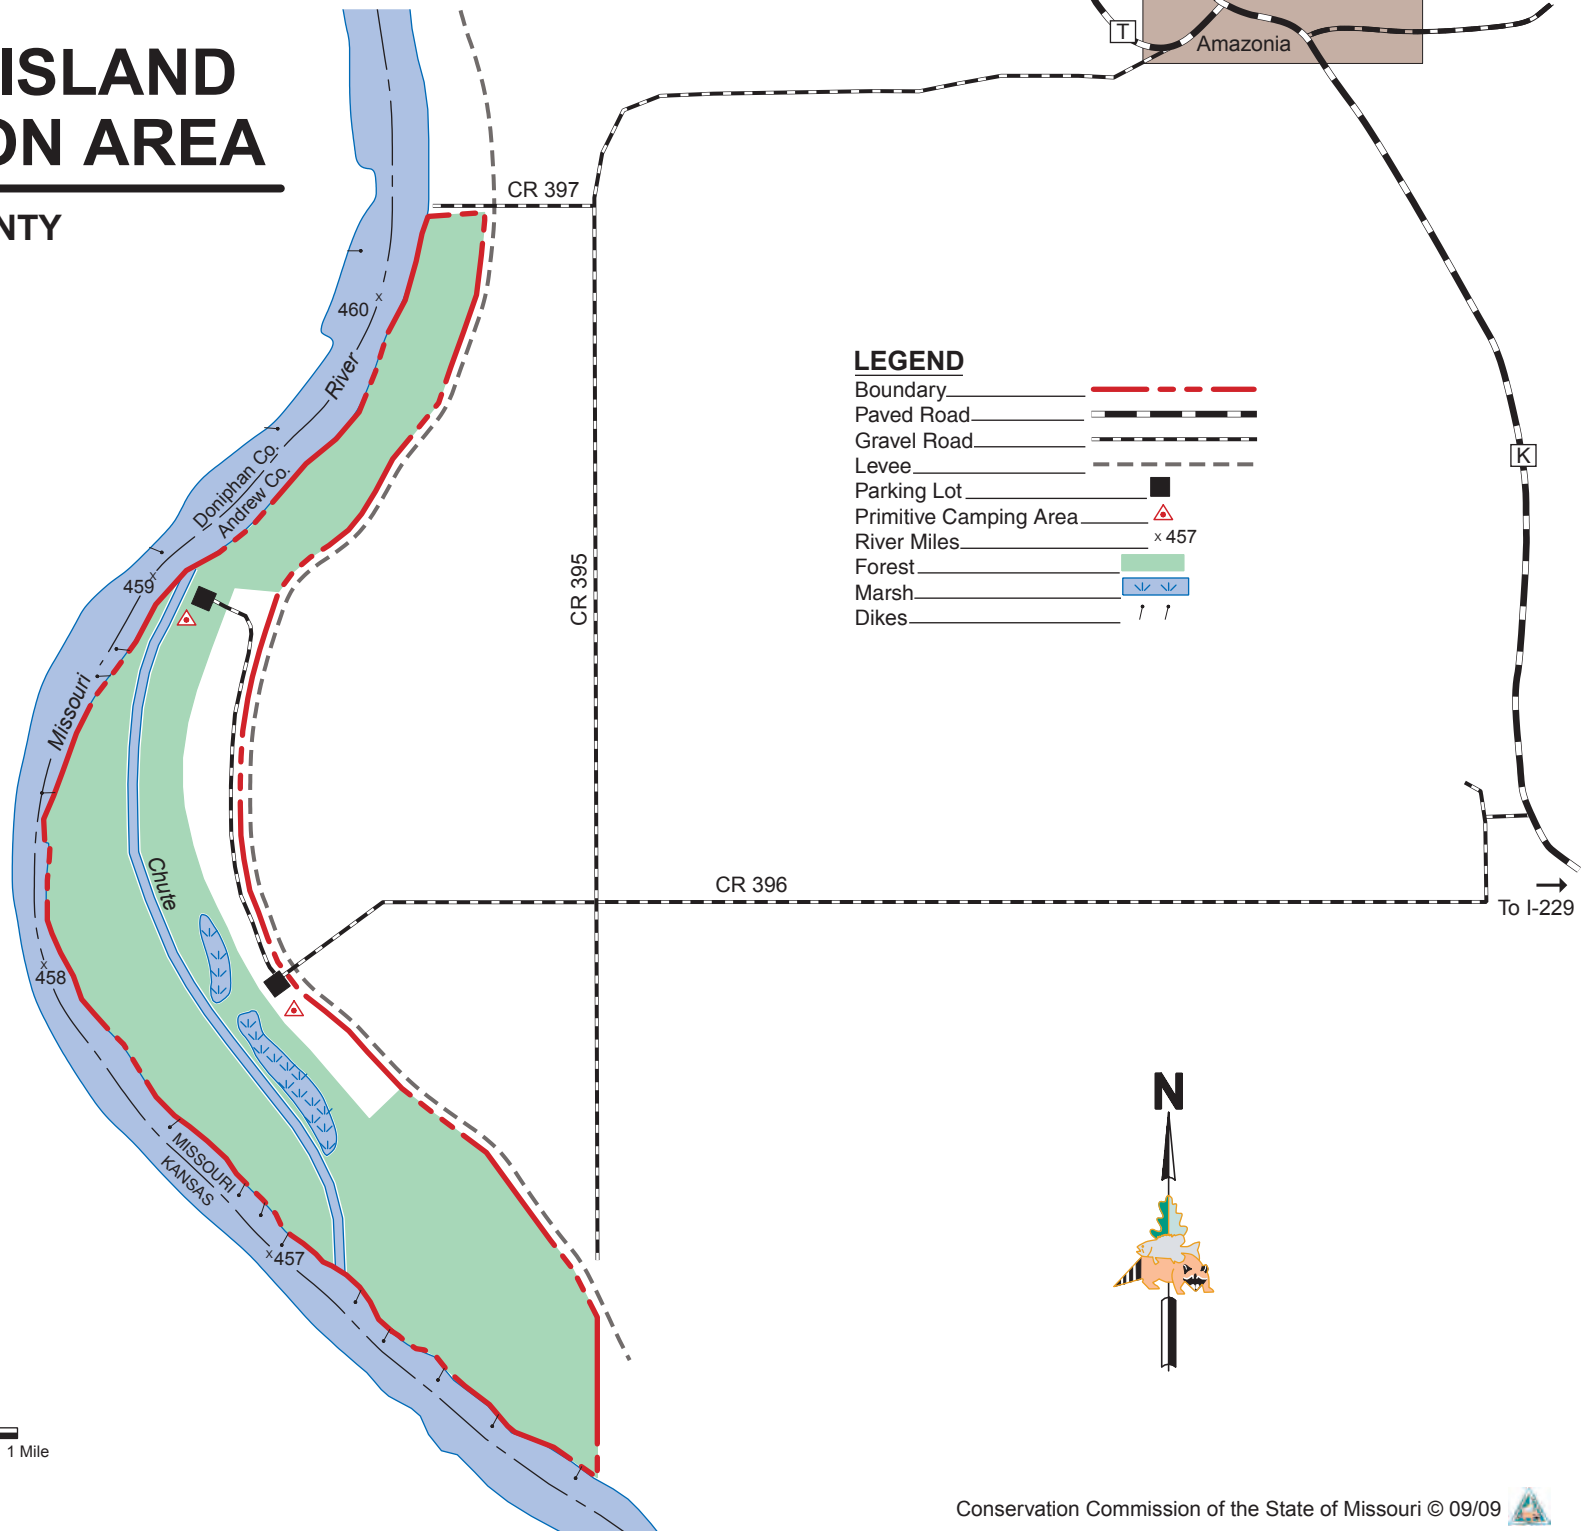 ISLAND
ON AREA
NTY
T
Amazonia
CR 397
460
River
Doniphan Co.
Andrew Co.
459
Missouri
CR 395
LEGEND
Boundary
Paved Road
Gravel Road
Levee
Parking Lot
Primitive Camping Area
River Miles x 457
Forest
Marsh
Dikes
K
Chute
CR 396
To I-229
x
458
MISSOURI
KANSAS
x 457
N
1 Mile
Conservation Commission of the State of Missouri © 09/09